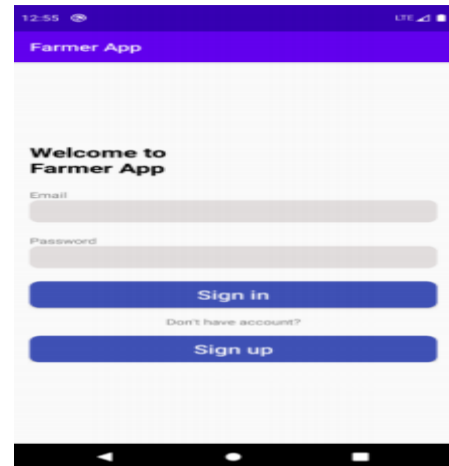 12:55 LTE
Farmer App
Welcome to
Farmer App
Email
Password
Sign in
Don't have account?
Sign up